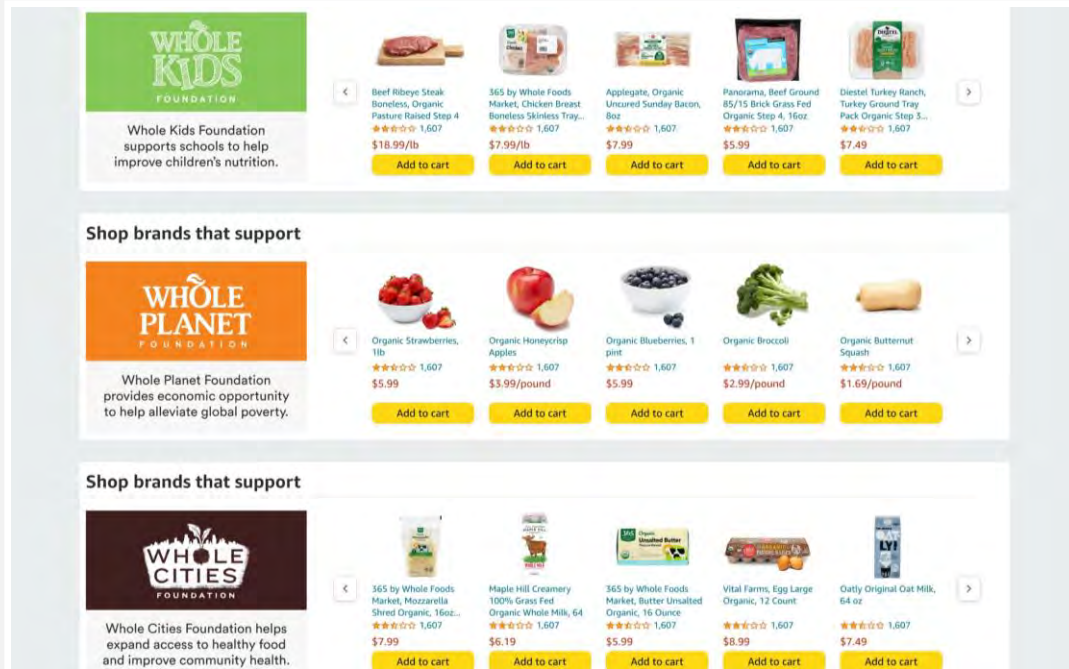 WHOLE
KIDS
FOUNDATION
Whole Kids Foundation
supports schools to help
improve children's nutrition.
Beef Ribeye Steak
Boneless, Organic
Pasture Raised Step 4
1,607
$18.99/lb
Add to cart
365 by Whole Foods
Market, Chicken Breast
Boneless Skinless Tray...
1,607
$7.99/lb
Add to cart
Applegate, Organic
Uncured Sunday Bacon,
8oz
1,607
$7.99
Add to cart
Panorama, Beef Ground
85/15 Brick Grass Fed
Organic Step 4, 16oz
1,607
$5.99
Add to cart
Diestel Turkey Ranch,
Turkey Ground Tray
Pack Organic Step 3...
1,607
$7.49
Add to cart
Shop brands that support
WHOLE
PLANET
FOUNDATION
Whole Planet Foundation
provides economic opportunity
to help alleviate global poverty.
Organic Strawberries,
1lb
1,607
$5.99
Add to cart
Organic Honeycrisp
Apples
1,607
$3.99/pound
Add to cart
Organic Blueberries, 1
pint
1,607
$5.99
Add to cart
Organic Broccoli
1,607
$2.99/pound
Add to cart
Organic Butternut
Squash
1,607
$1.69/pound
Add to cart
Shop brands that support
WHOLE
CITIES
FOUNDATION
Whole Cities Foundation helps
expand access to healthy food
and improve community health.
365 by Whole Foods
Market, Mozzarella
Shred Organic, 16oz...
1,607
$7.99
Add to cart
Maple Hill Creamery
100% Grass Fed
Organic Whole Milk, 64
1,607
$6.19
Add to cart
365
Organic
Unsalted Butter
365 by Whole Foods
Market, Butter Unsalted
Organic, 16 Ounce
1,607
$5.99
Add to cart
Vital Farms, Egg Large
Organic, 12 Count
1,607
$8.99
Add to cart
OAT
LY!
Oatly Original Oat Milk,
64 oz
1,607
$7.49
Add to cart